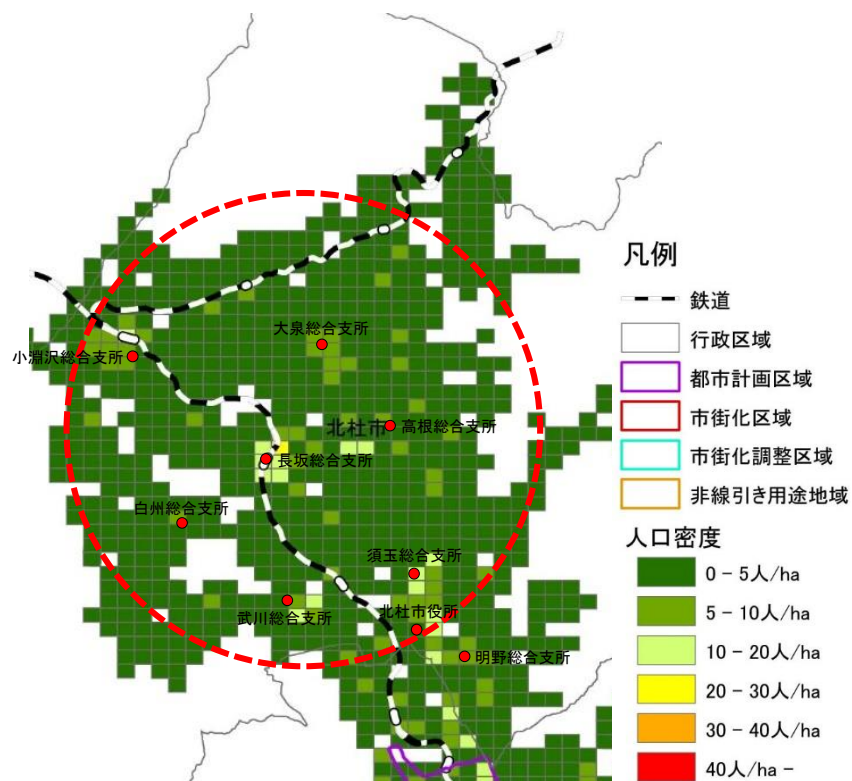 大泉総合支所
小淵沢総合支所
北杜市
高根総合支所
長坂総合支所
白州総合支所
須玉総合支所
武川総合支所
北杜市役所
明野総合支所
凡例
鉄道
行政区域
都市計画区域
市街化区域
市街化調整区域
非線引き用途地域
人口密度
0 - 5人/ha
5 - 10人/ha
10 - 20人/ha
20 - 30人/ha
30 - 40人/ha
40人/ha -